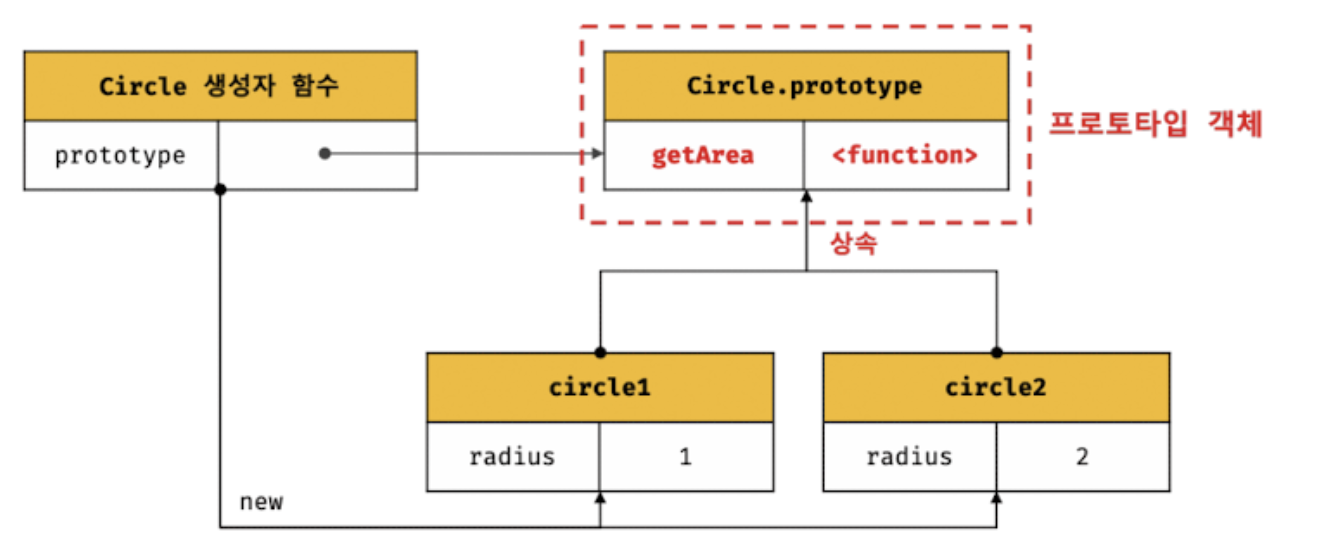 Circle 생성자 함수
prototype
Circle.prototype
getArea
<function>
프로토타입 객체
상속
circle1
radius
1
circle2
radius
2
new